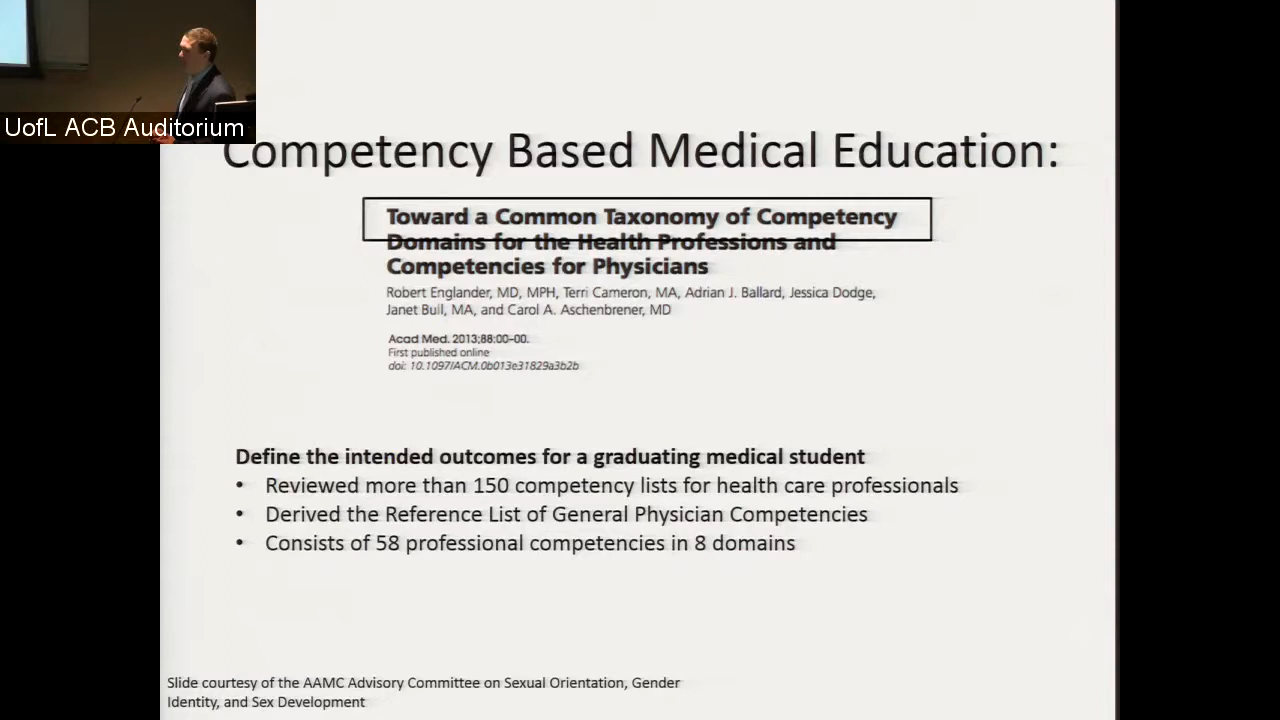 UofL ACB Auditorium
Competency Based Medical Education:
Toward a Common Taxonomy of Competency
Domains for the Health Professions and
Competencies for Physicians
Robert Englander, MD, MPH, Terri Cameron, MA, Adrian J. Ballard, Jessica Dodge,
Janet Bull, MA, and Carol A. Aschenbrener, MD
Acad Med. 2013;88:00–00.
First published online
doi: 10.1097/ACM.0b013e31829a3b2b
Define the intended outcomes for a graduating medical student
• Reviewed more than 150 competency lists for health care professionals
• Derived the Reference List of General Physician Competencies
• Consists of 58 professional competencies in 8 domains
Slide courtesy of the AAMC Advisory Committee on Sexual Orientation, Gender
Identity, and Sex Development